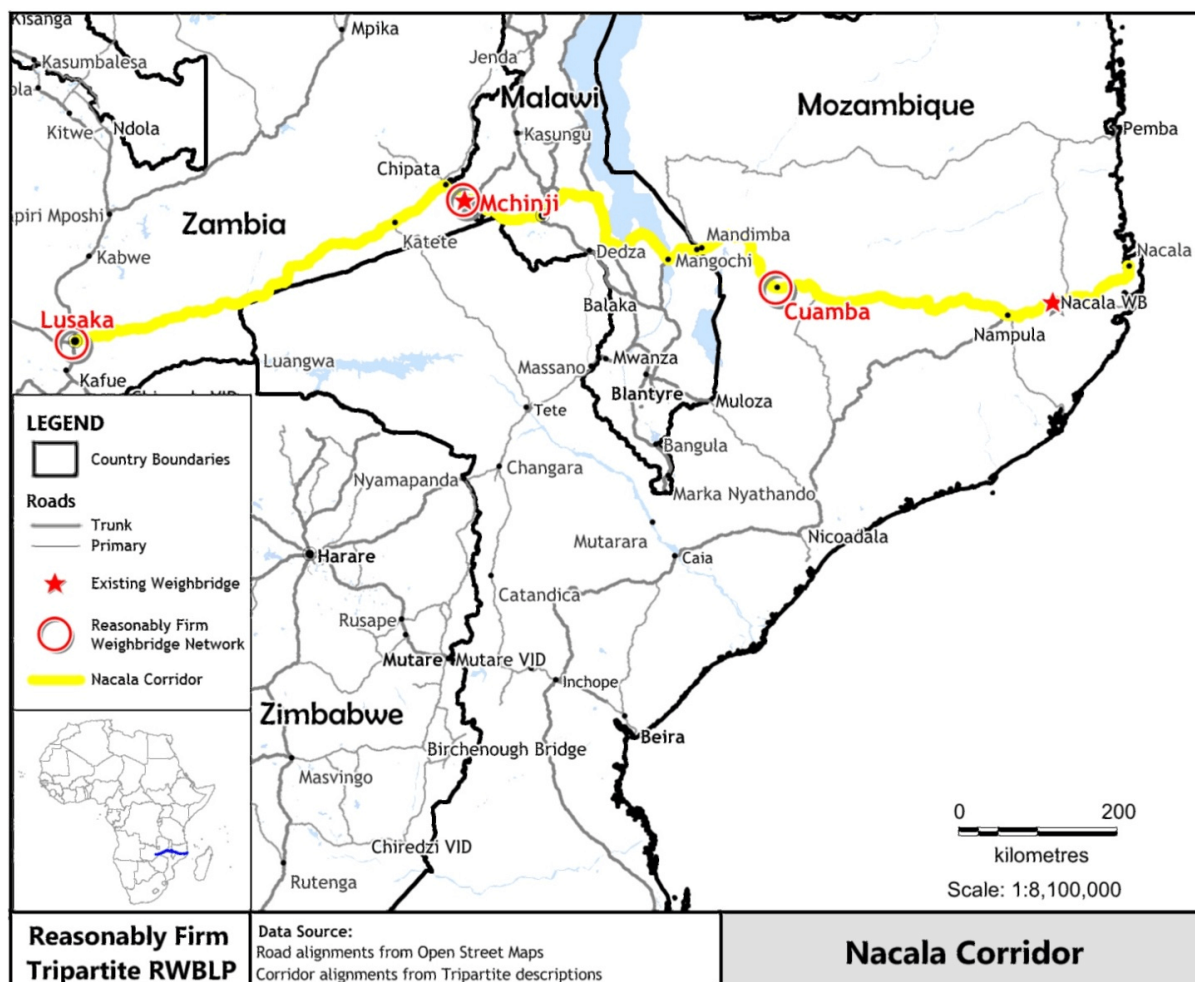 Kisanga
Mpika
Kasumbalesa
Jenda
Malawi
Mozambique
Kitwe
Ndola
Kasungu
Pemba
Chipata
Mchinji
piri Mposhi
Zambia
Katete
Kabwe
Dedza
Mandimba
Mangochi
Nacala
Lusaka
Balaka
Cuamba
Nacala WB
Nampula
Luangwa
Kafue
Massano
Mwanza
Blantyre
Muloza
Tete
Bangula
Changara
Nyamapanda
Marka Nyathando
Harare
Mutarara
Nicoadala
Caia
Catandica
Rusape
Mutare
Mutare VID
Inchope
Zimbabwe
Beira
Birchenough Bridge
Masvingo
Chiredzi VID
Rutenga
LEGEND
Country Boundaries
Roads
Trunk
Primary
Existing Weighbridge
Reasonably Firm
Weighbridge Network
Nacala Corridor
0 200
kilometres
Scale: 1:8,100,000
Reasonably Firm
Tripartite RWBLP
Data Source:
Road alignments from Open Street Maps
Corridor alignments from Tripartite descriptions
Nacala Corridor